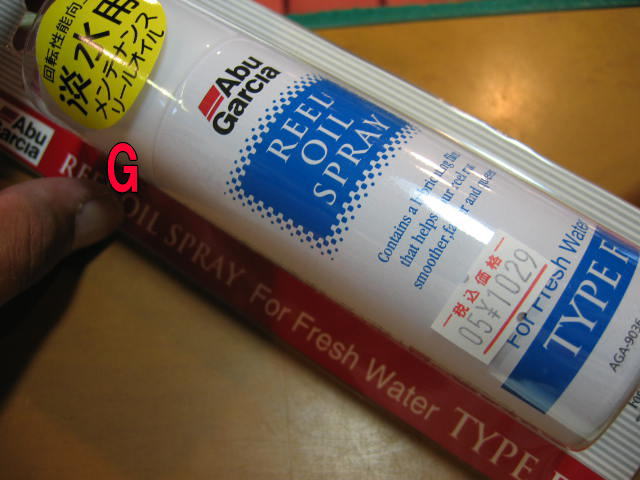 回転性能向
淡水用
メンテナンス
リールオイル
Abu
Garcia
REEL
OIL
SPRAY
Contains a
that helps
smoother,
and
税込価格
05¥1029
For Fresh Water
TYPE F
AGA-9036
Abu
Garcia
G
REEL OIL SPRAY For Fresh Water TYPE F